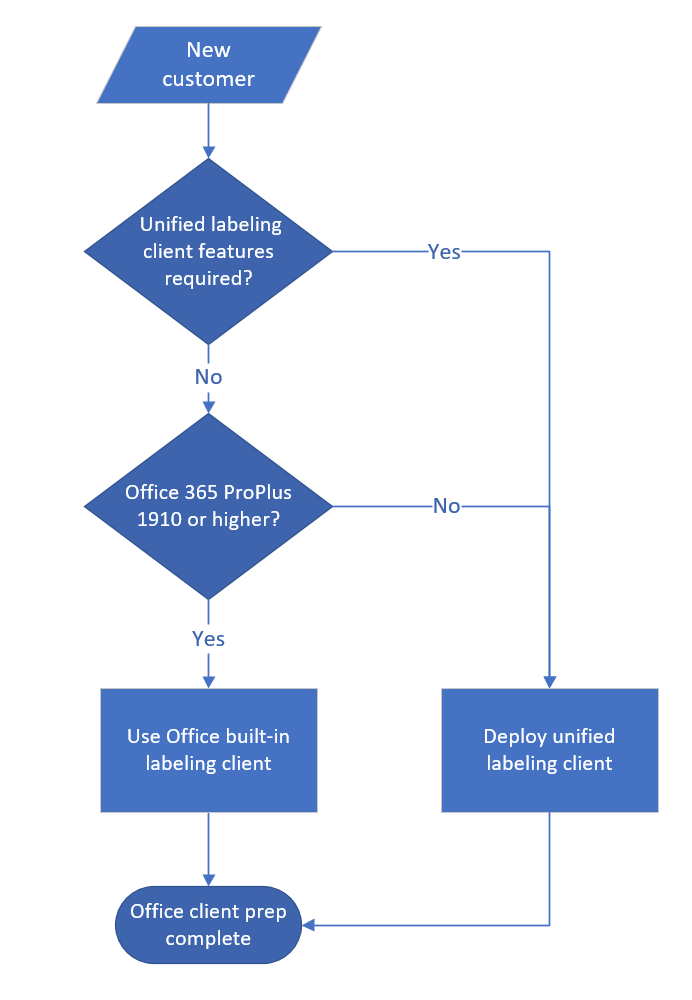 New
customer
Unified labeling
client features
required?
Yes
No
Office 365 ProPlus
1910 or higher?
No
Yes
Use Office built-in
labeling client
Deploy unified
labeling client
Office client prep
complete